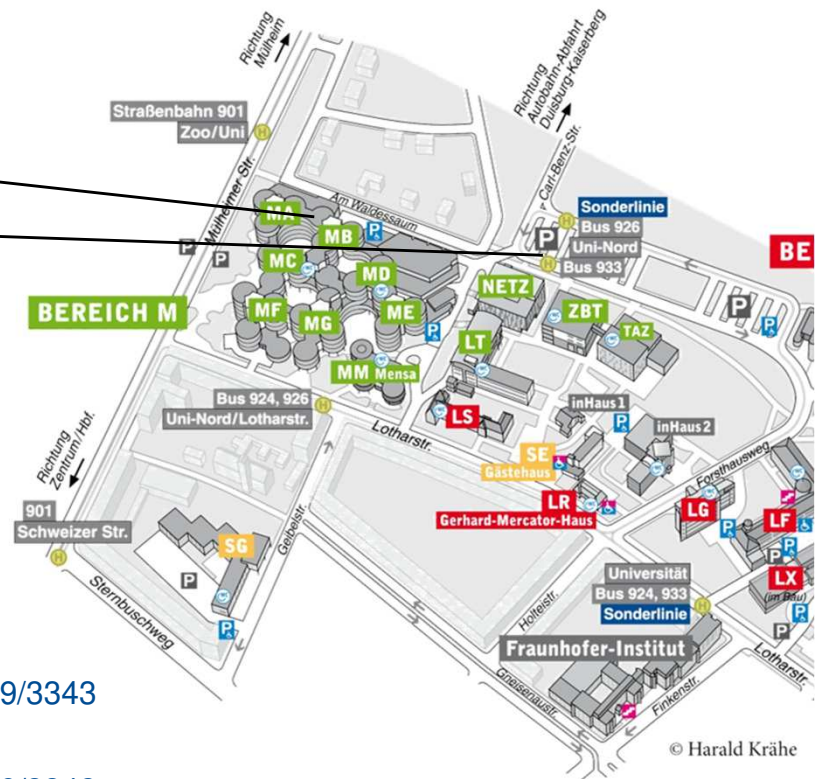 Richtung
Mülheim
Richtung
Autobahn-Abfahrt
Duisburg-Kaiserberg
Straßenbahn 901
Zoo/Uni
Mülheimer Str.
Carl-Benz-Str.
Am Waldessaum
Sonderlinie
Bus 926
Uni-Nord
Bus 933
MA
MB
MC
MD
ME
MF
MG
MM Mensa
BEREICH M
BE
NETZ
ZBT
TAZ
LT
LS
P
P
P
P
P
P
P
H
H
H
Bus 924, 926
Uni-Nord/Lotharstr.
H
Lotharstr.
inHaus 1
P
inHaus 2
SE
Gästehaus
Forsthausweg
LR
Gerhard-Mercator-Haus
LG
P
LF
P
P
LX
(im Bau)
P
P
Richtung
Zentrum/Hbf.
901
Schweizer Str.
H
SG
P
P
Geibelstr.
Sternbuschweg
Universität
Bus 924, 933
Sonderlinie
H
Holteistr.
Fraunhofer-Institut
Lotharstr.
Gneisenaustr.
Finkenstr.
9/3343
© Harald Krähe